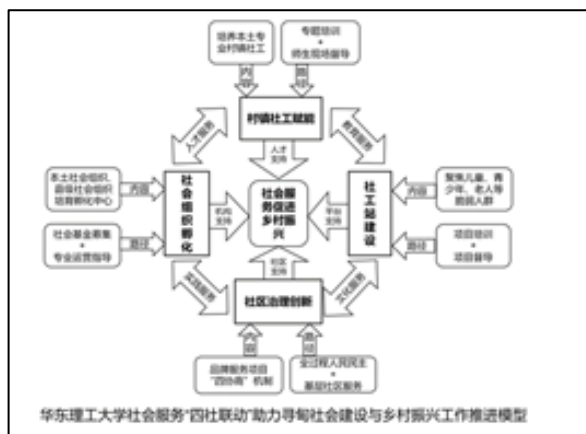 培养本土专
业村镇社工
专题培训
+
师生现场督导
内容
路径
村镇社工赋能
人才服务
教育服务
人才
支持
本土社会组织、
县级社会组织
培育孵化中心
内容
社会组织孵化
机构
支持
社会服
务促进
乡村振
兴
平台
支持
社工站建设
内容
聚焦儿童、青
少年、老人等
脆弱人群
社会基金募集
+
专业运营指导
路径
路径
项目培训
+
项目督导
社区
支持
实践服务
文化服务
社区治理创新
内容
路径
品牌服务项目
“四协商”机制
全过程人民民主
+
基层社区服务
华东理工大学社会服务“四社联动”助力寻甸社会建设与乡村振兴工作推进模型